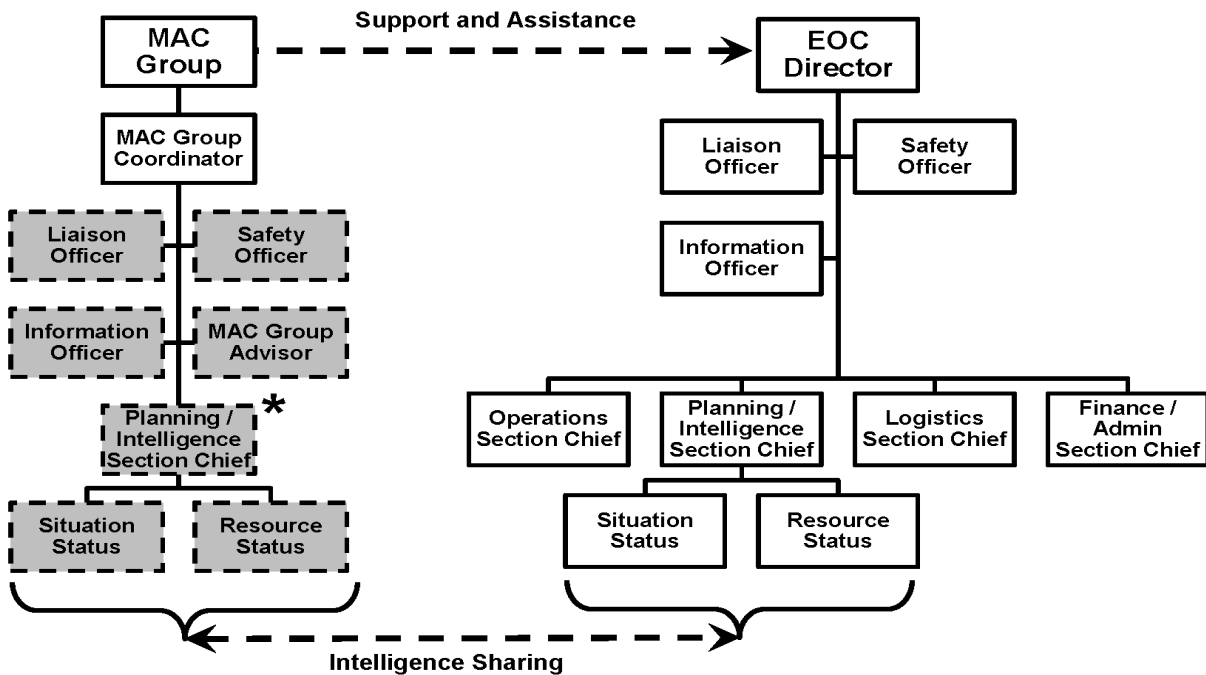 Support and Assistance
MAC
Group
EOC
Director
MAC Group
Coordinator
Liaison
Officer
Safety
Officer
Liaison
Officer
Safety
Officer
Information
Officer
Information
Officer
MAC Group
Advisor
Planning /
Intelligence
Section Chief
*
Operations
Section Chief
Planning /
Intelligence
Section Chief
Logistics
Section Chief
Finance /
Admin
Section Chief
Situation
Status
Resource
Status
Situation
Status
Resource
Status
Intelligence Sharing